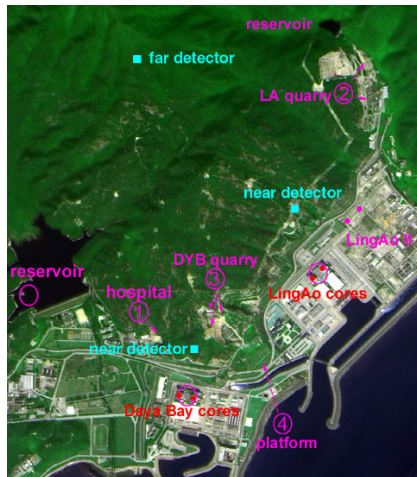 reservoir
far detector
LA quarry ②
near detector
LingAo II
DYB quarry
③
reservoir
LingAo cores
hospital
①
near detector
Daya Bay cores
④
platform